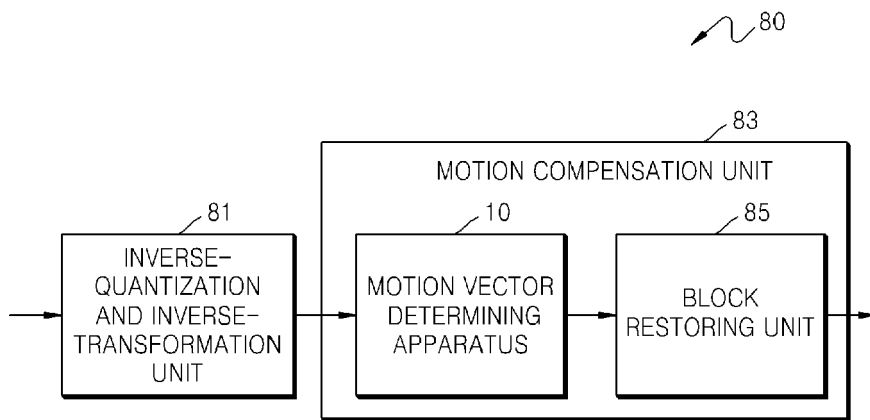 80
83
MOTION COMPENSATION UNIT
81
INVERSE-
QUANTIZATION
AND INVERSE-
TRANSFORMATION
UNIT
10
MOTION VECTOR
DETERMINING
APPARATUS
85
BLOCK
RESTORING UNIT